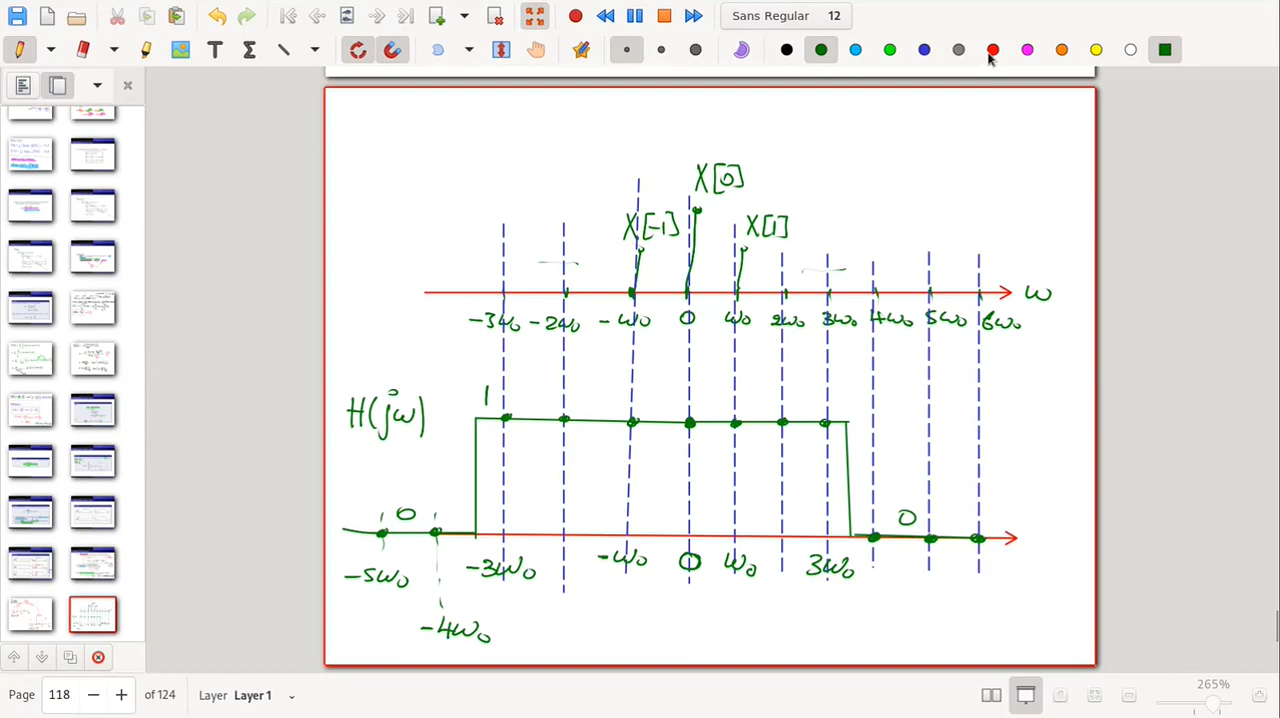 Sans Regular 12
X[0]
X[-1] X[1]
ω
-3ω₀ -2ω₀ -ω₀ 0 ω₀ 2ω₀ 3ω₀ 4ω₀ 5ω₀ 6ω₀
H(jω) 1
0 0
-5ω₀ -3ω₀ -ω₀ 0 ω₀ 3ω₀
-4ω₀
Page 118 of 124 Layer Layer 1 265%